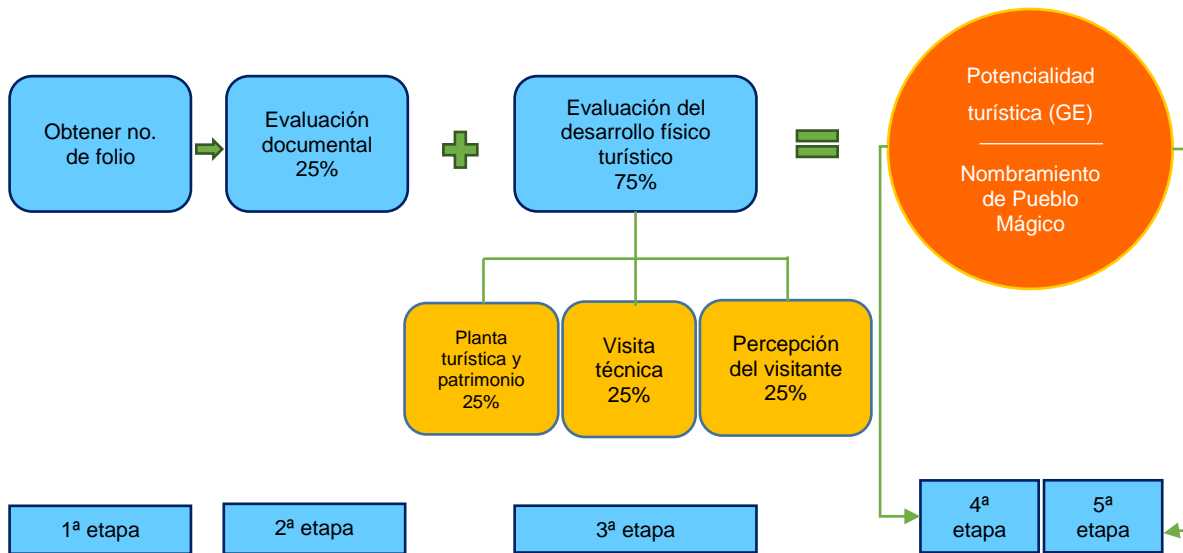 Obtener no.
de folio
Evaluación
documental
25%
Evaluación del
desarrollo físico
turístico
75%
Potencialidad
turística (GE)
Nombramiento
de Pueblo
Mágico
Planta
turística y
patrimonio
25%
Visita
técnica
25%
Percepción
del visitante
25%
1ª etapa
2ª etapa
3ª etapa
4ª
etapa
5ª
etapa